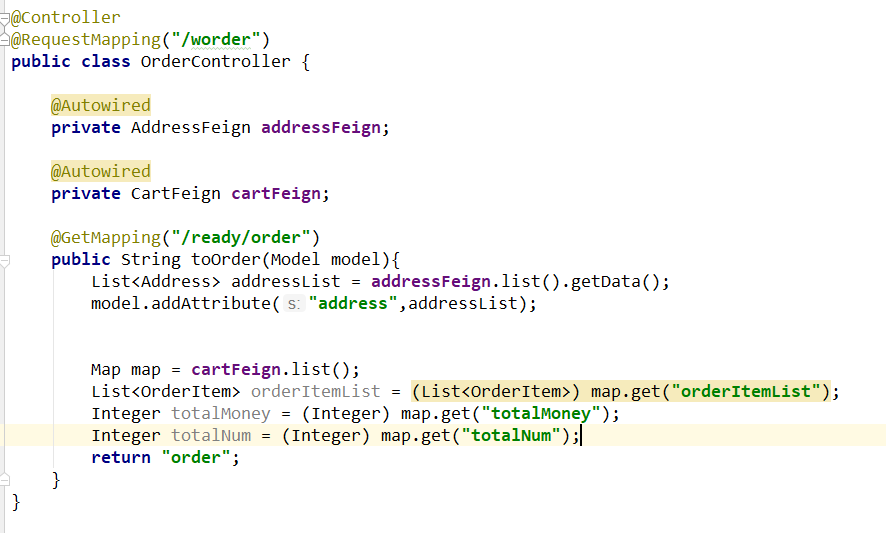 @Controller
@RequestMapping("/worder")
public class OrderController {
@Autowired
private AddressFeign addressFeign;
@Autowired
private CartFeign cartFeign;
@GetMapping("/ready/order")
public String toOrder(Model model){
List<Address> addressList = addressFeign.list().getData();
model.addAttribute( s: "address",addressList);
Map map = cartFeign.list();
List<OrderItem> orderItemList = (List<OrderItem>) map.get("orderItemList");
Integer totalMoney = (Integer) map.get("totalMoney");
Integer totalNum = (Integer) map.get("totalNum");
return "order";
}
}